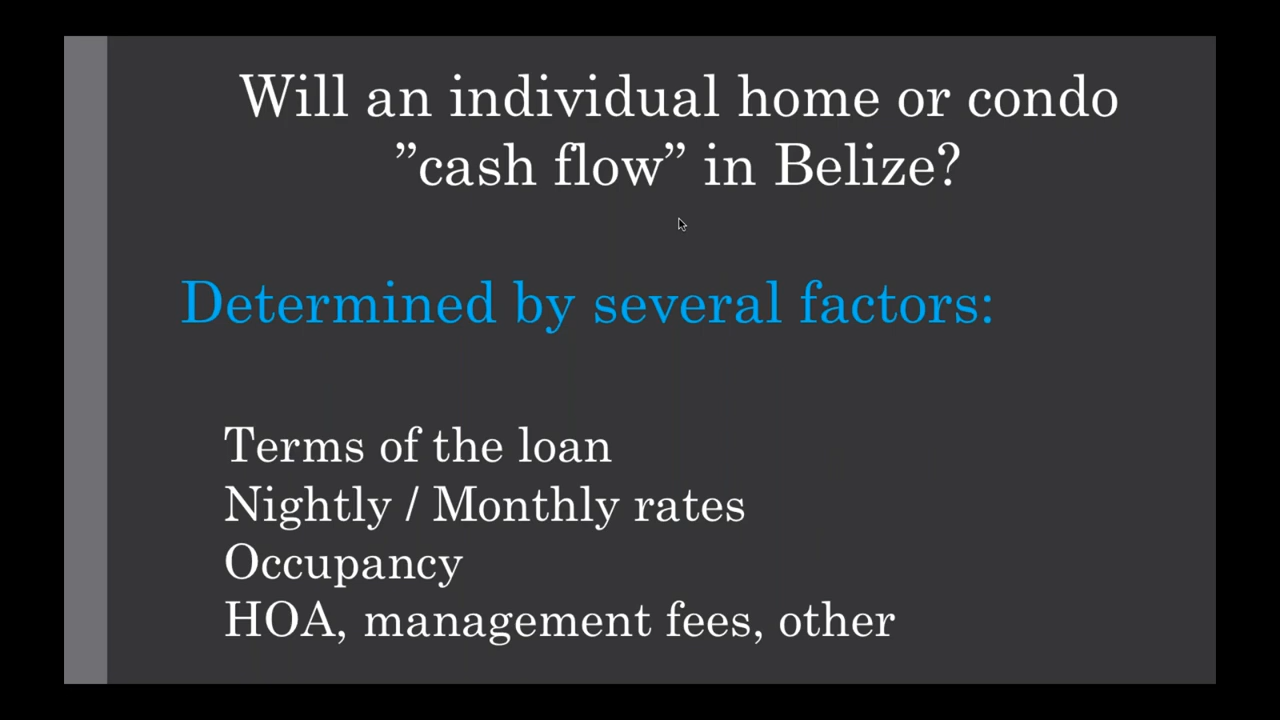 Will an individual home or condo
”cash flow” in Belize?
Determined by several factors:
Terms of the loan
Nightly / Monthly rates
Occupancy
HOA, management fees, other